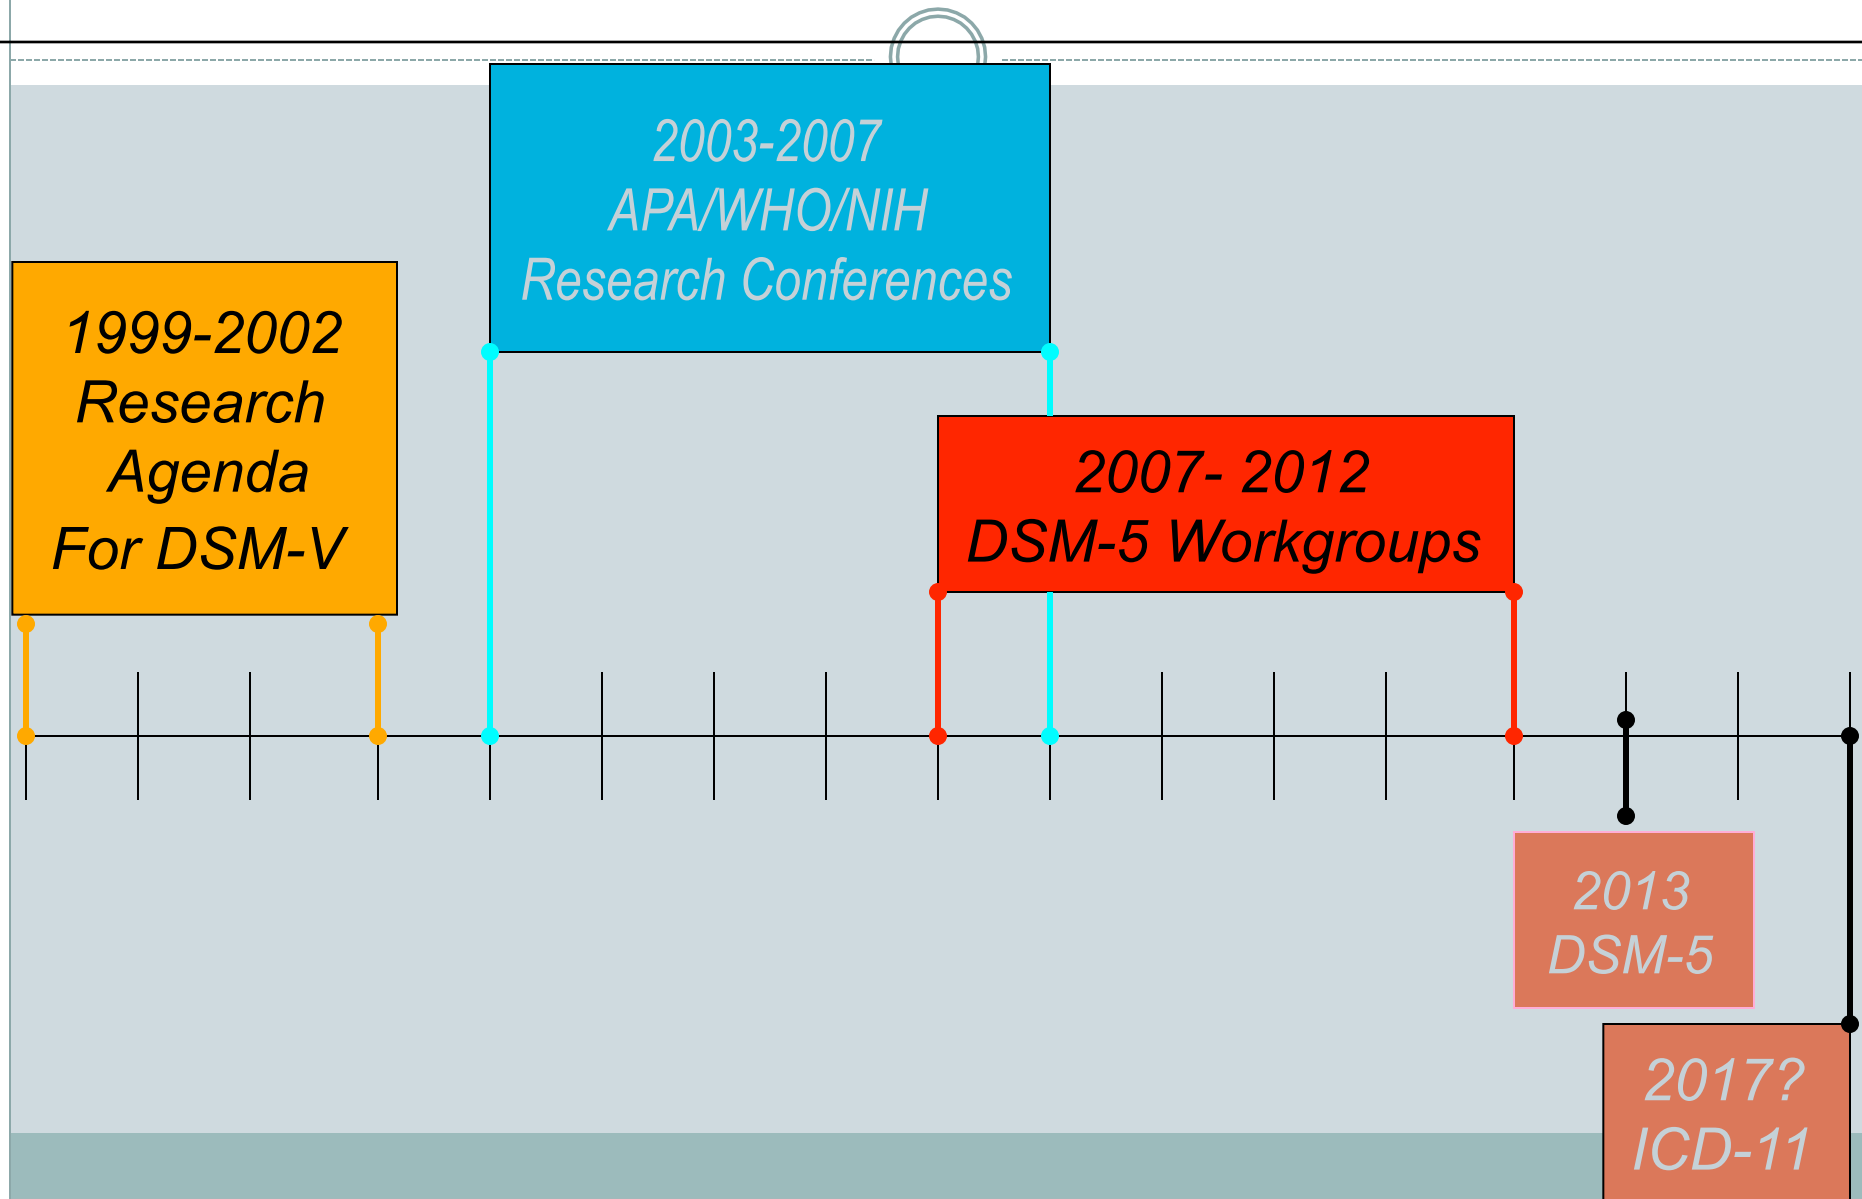 1999-2002
Research
Agenda
For DSM-V
2003-2007
APA/WHO/NIH
Research Conferences
2007- 2012
DSM-5 Workgroups
2013
DSM-5
2017?
ICD-11